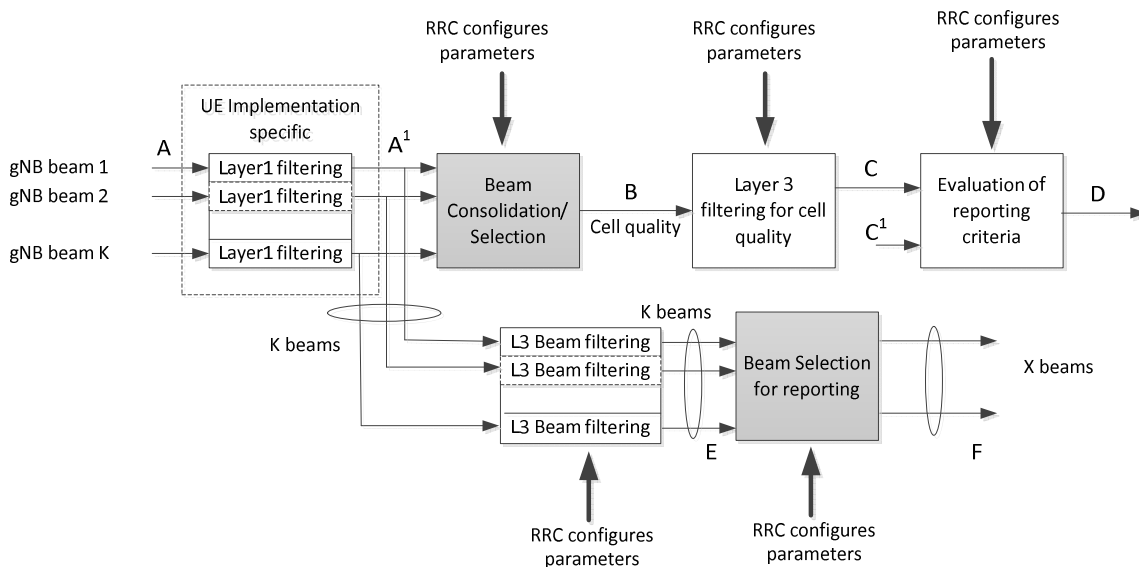 RRC configures
parameters
RRC configures
parameters
RRC configures
parameters
UE Implementation
specific
A
A1
gNB beam 1
Layer1 filtering
gNB beam 2
Layer1 filtering
gNB beam K
Layer1 filtering
Beam
Consolidation/
Selection
B
Cell quality
Layer 3
filtering for cell
quality
C
C1
Evaluation of
reporting
criteria
D
K beams
L3 Beam filtering
L3 Beam filtering
L3 Beam filtering
K beams
E
Beam Selection
for reporting
X beams
F
RRC configures
parameters
RRC configures
parameters